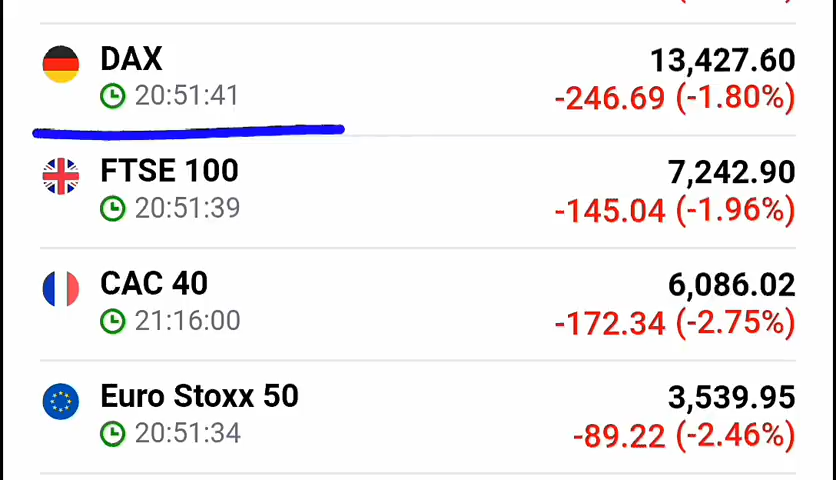 DAX 13,427.60
20:51:41 -246.69 (-1.80%)
FTSE 100 7,242.90
20:51:39 -145.04 (-1.96%)
CAC 40 6,086.02
21:16:00 -172.34 (-2.75%)
Euro Stoxx 50 3,539.95
20:51:34 -89.22 (-2.46%)